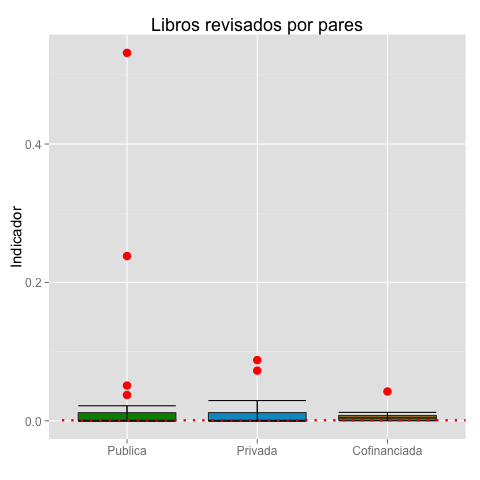 Libros revisados por pares
Indicador
0.4
0.2
0.0
Publica
Privada
Cofinanciada